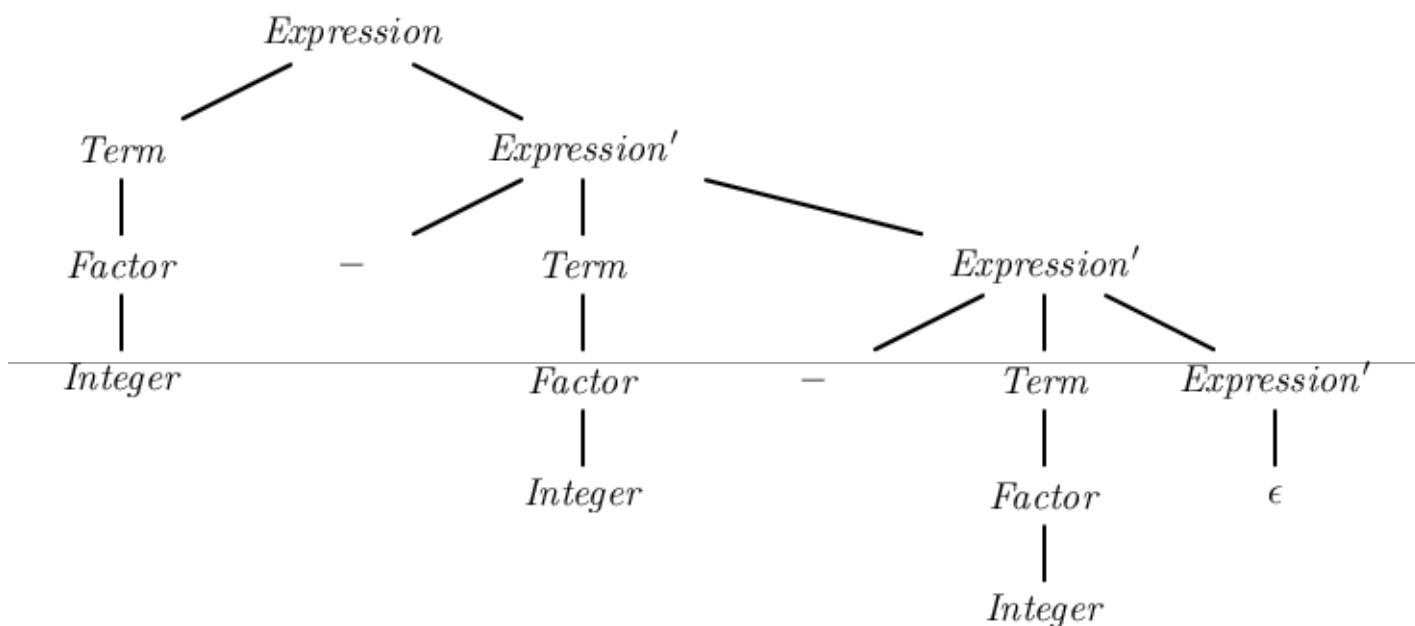 Expression
Term Expression′
Factor − Term Expression′
Integer Factor − Term Expression′
Integer Factor ϵ
Integer